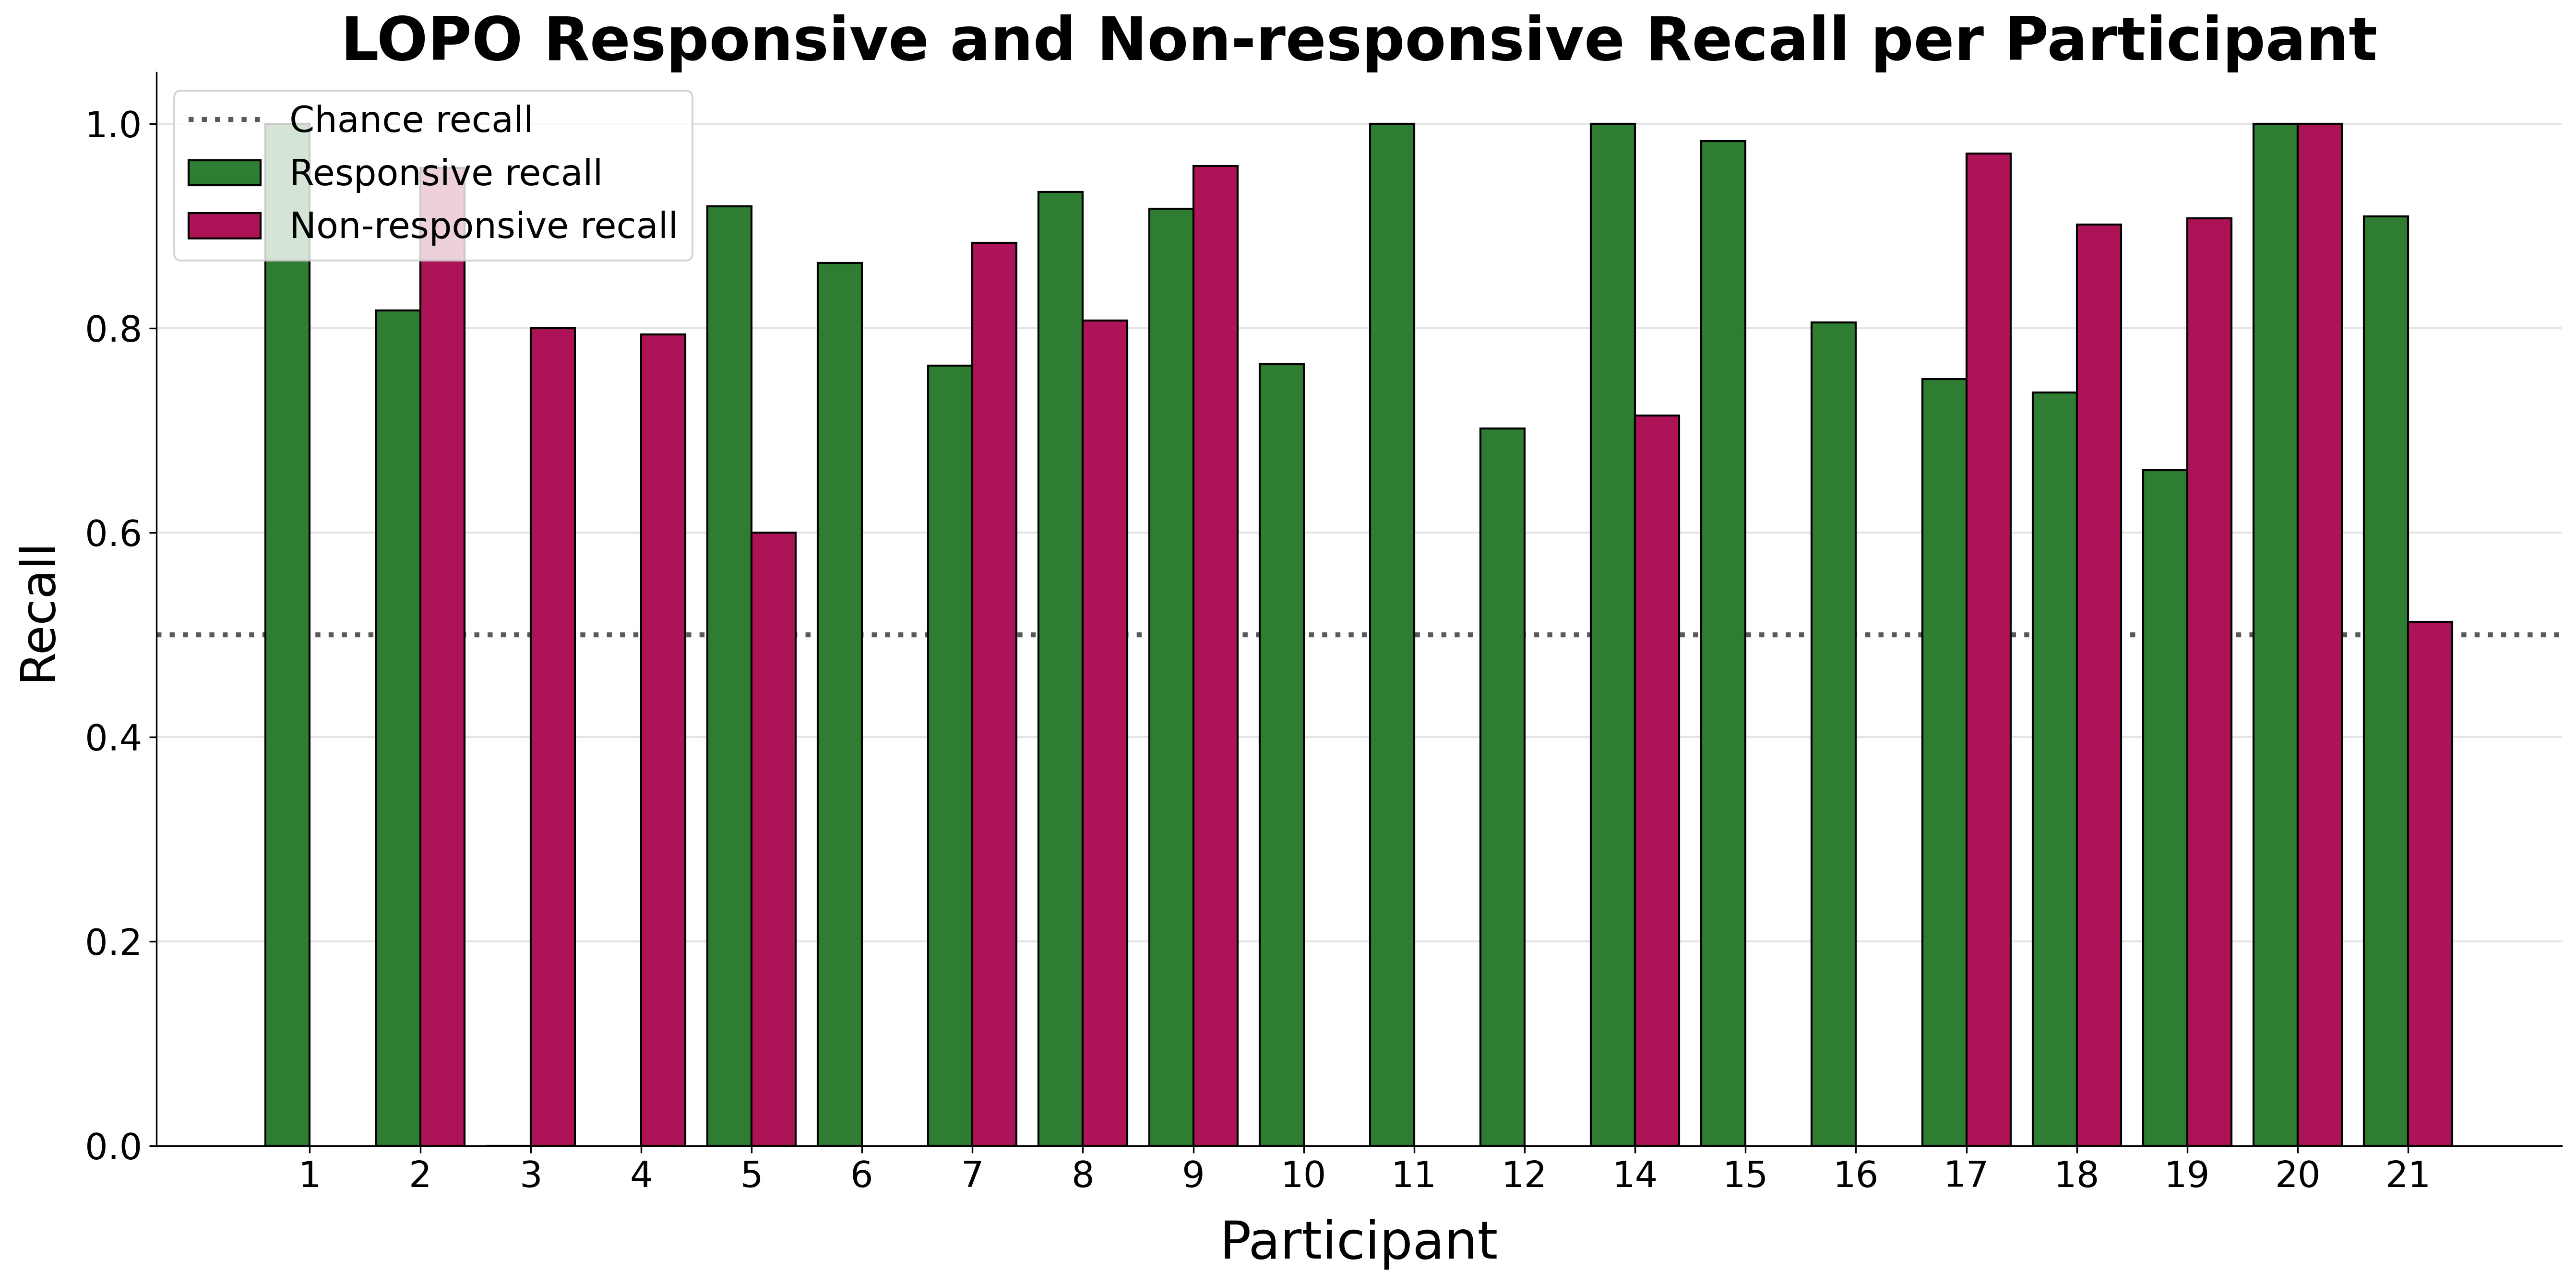 LOPO Responsive and Non-responsive Recall per Participant
Chance recall
Responsive recall
Non-responsive recall
1.0
0.8
0.6
0.4
0.2
0.0
Recall
1 2 3 4 5 6 7 8 9 10 11 12 14 15 16 17 18 19 20 21
Participant